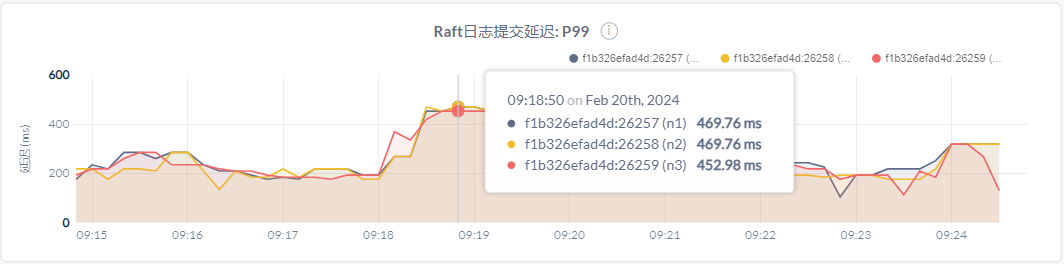 Raft日志提交延迟: P99
f1b326efad4d:26257 (... f1b326efad4d:26258 (... f1b326efad4d:26259 (...
600
400
200
0
延迟 (ms)
09:18:50 on Feb 20th, 2024
f1b326efad4d:26257 (n1) 469.76 ms
f1b326efad4d:26258 (n2) 469.76 ms
f1b326efad4d:26259 (n3) 452.98 ms
09:15 09:16 09:17 09:18 09:19 09:20 09:21 09:22 09:23 09:24